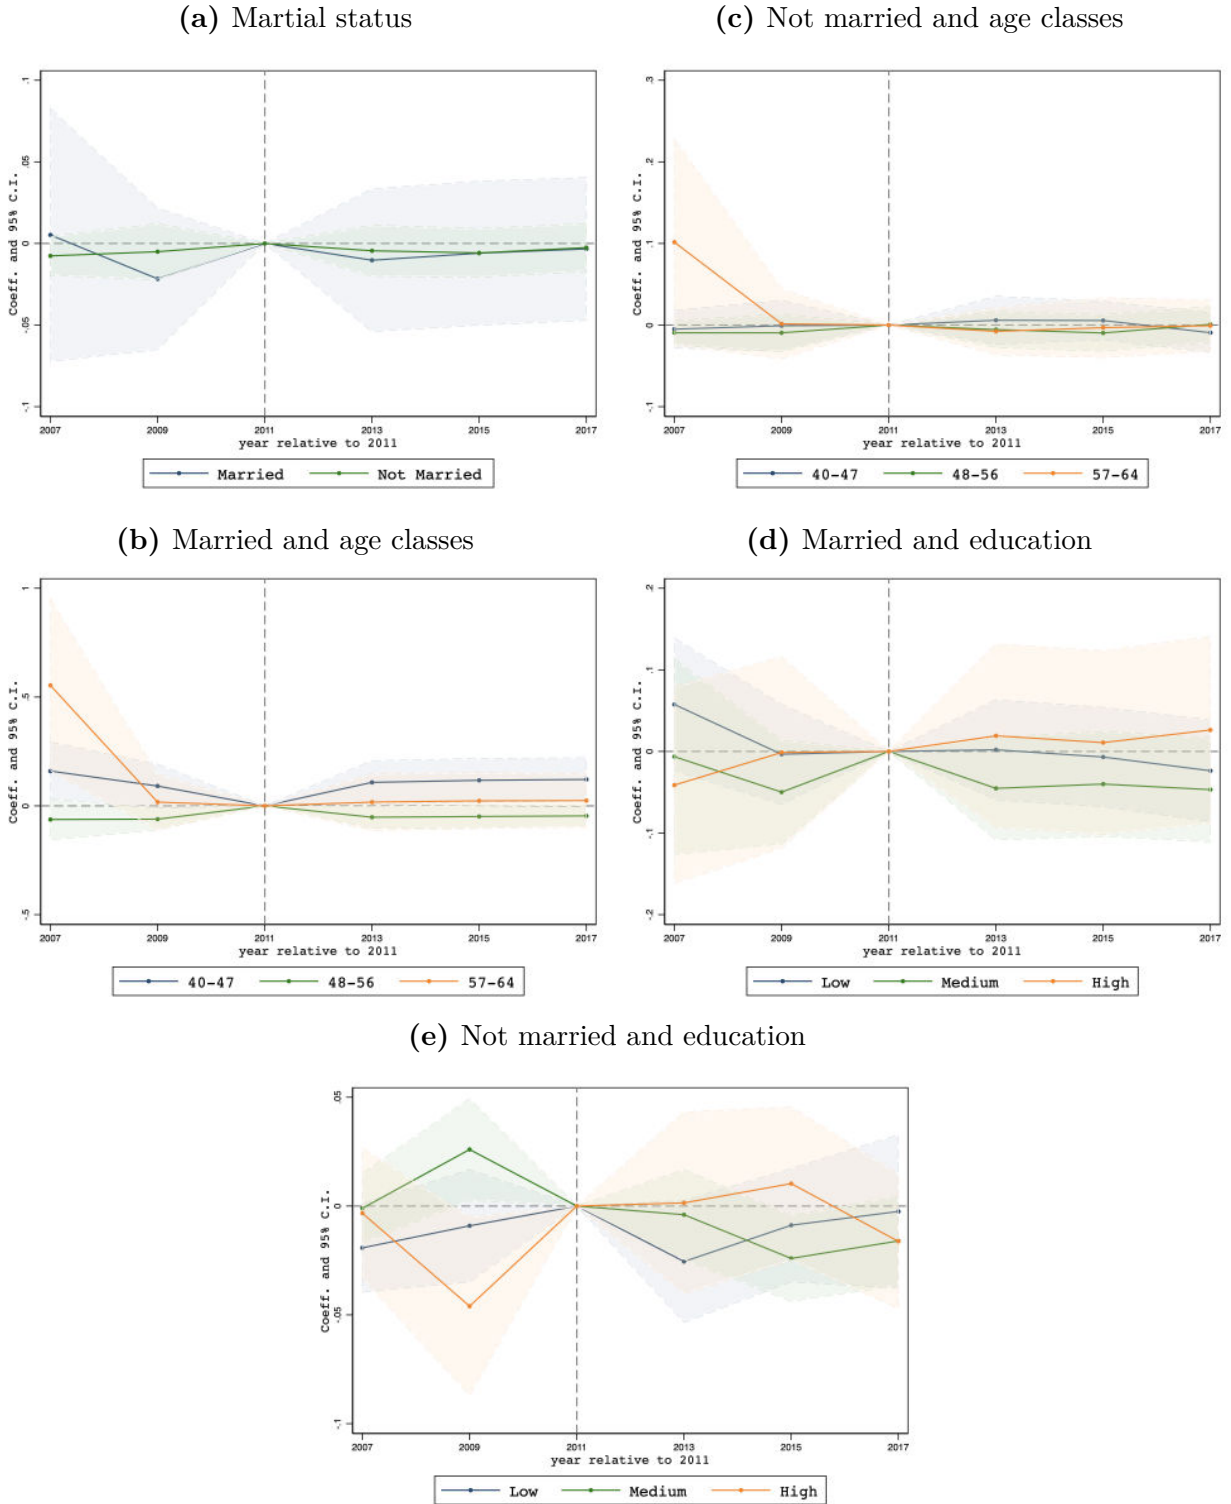 (a) Martial status
.1
.05
0
-.05
-.1
Coeff. and 95% C.I.
2007 2009 2011 2013 2015 2017
year relative to 2011
Married Not Married
(c) Not married and age classes
.3
.2
.1
0
-.1
Coeff. and 95% C.I.
2007 2009 2011 2013 2015 2017
year relative to 2011
40-47 48-56 57-64
(b) Married and age classes
1
.5
0
-.5
Coeff. and 95% C.I.
2007 2009 2011 2013 2015 2017
year relative to 2011
40-47 48-56 57-64
(d) Married and education
.2
.1
0
-.1
-.2
Coeff. and 95% C.I.
2007 2009 2011 2013 2015 2017
year relative to 2011
Low Medium High
(e) Not married and education
.05
0
-.05
-.1
Coeff. and 95% C.I.
2007 2009 2011 2013 2015 2017
year relative to 2011
Low Medium High